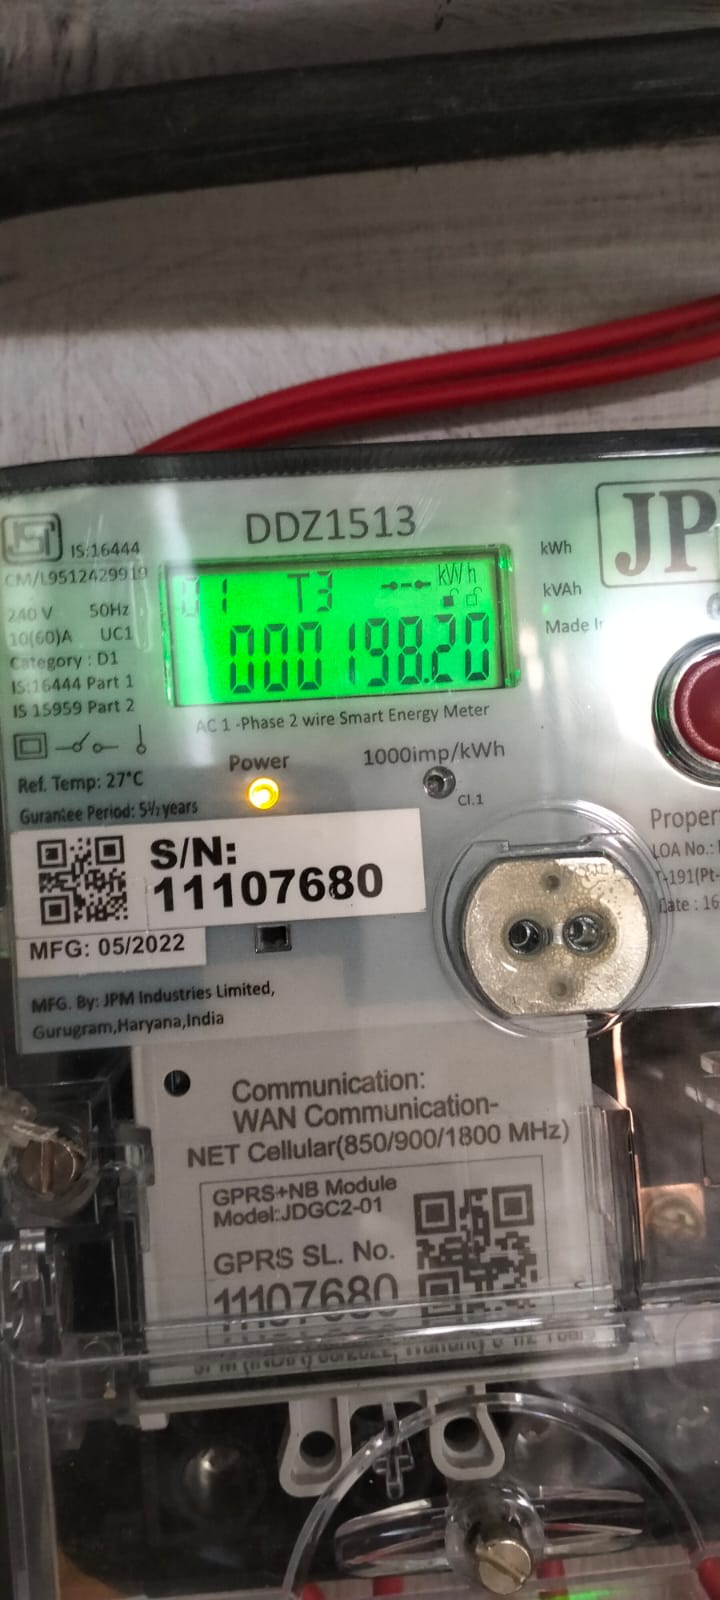 DDZ1513
JP
IS:16444
CM/L9512429919
240 V 50Hz
10(60)A UC1
Category : D1
IS:16444 Part 1
IS 15959 Part 2
01 T3 kWh
000198.20
kWh
kVAh
AC 1 -Phase 2 wire Smart Energy Meter
Power
1000imp/kWh
Cl.1
Ref. Temp: 27°C
Gurantee Period: 5½ years
S/N:
11107680
MFG: 05/2022
MFG. By: JPM Industries Limited,
Gurugram,Haryana,India
Communication:
WAN Communication-
NET Cellular(850/900/1800 MHz)
GPRS+NB Module
Model:JDGC2-01
GPRS SL. No.
11107680